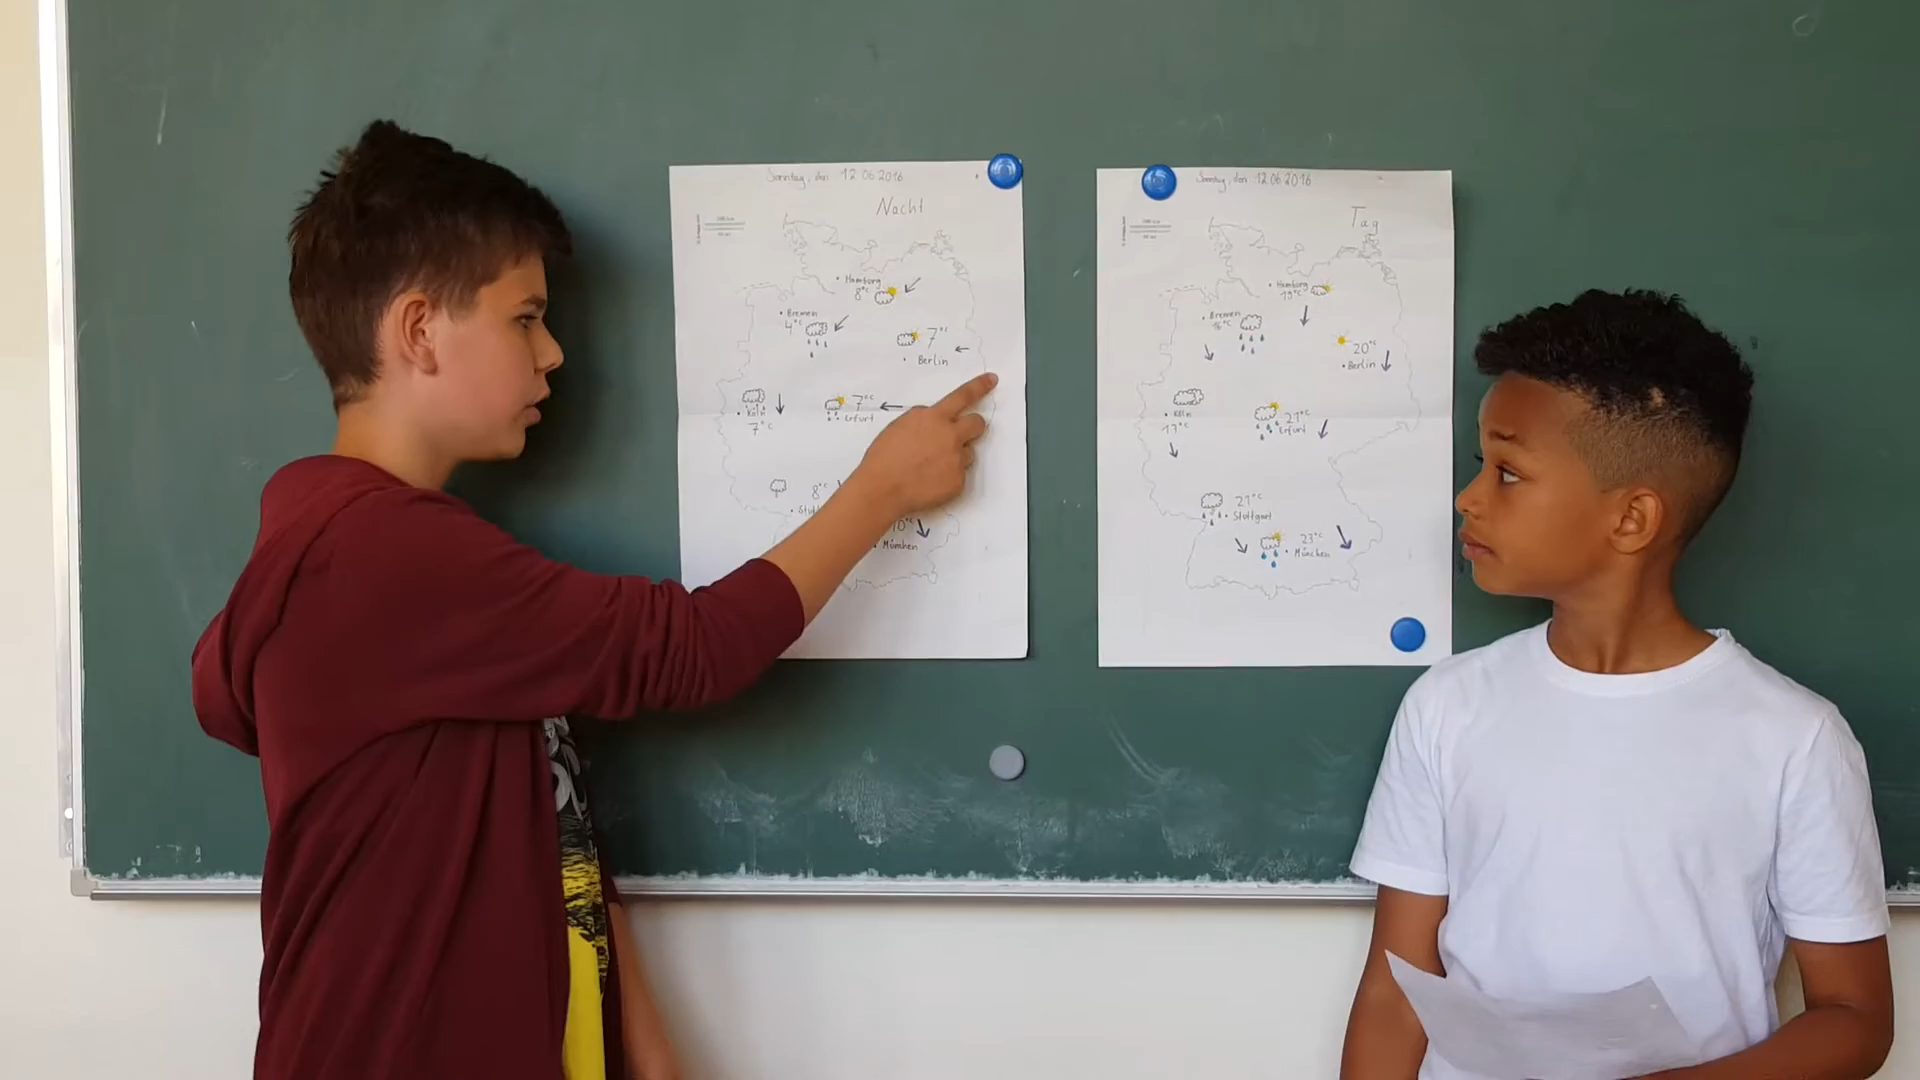 Sonntag, den 12.06.2016
Nacht
Hamburg
8°C
Bremen
4°C
7°C
Berlin
Köln
7°C
7°C
Erfurt
8°C
10°C
München
Sonntag, den 12.06.2016
Tag
Hamburg
19°C
Bremen
16°C
20°C
Berlin
Köln
17°C
21°C
Erfurt
21°C
Stuttgart
23°C
München